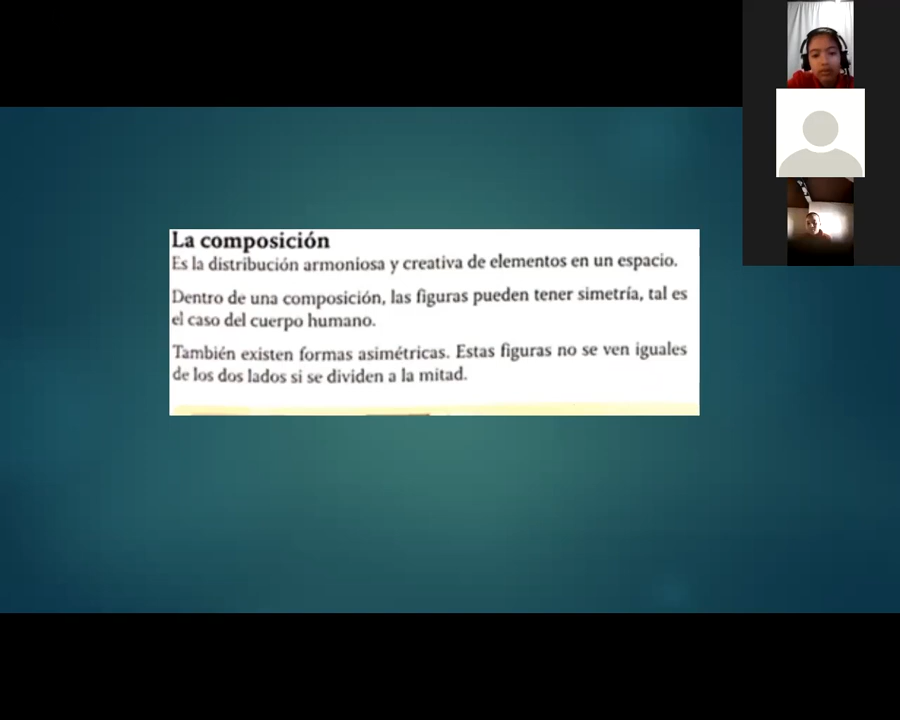 La composición
Es la distribución armoniosa y creativa de elementos en un espacio.
Dentro de una composición, las figuras pueden tener simetría, tal es
el caso del cuerpo humano.
También existen formas asimétricas. Estas figuras no se ven iguales
de los dos lados si se dividen a la mitad.